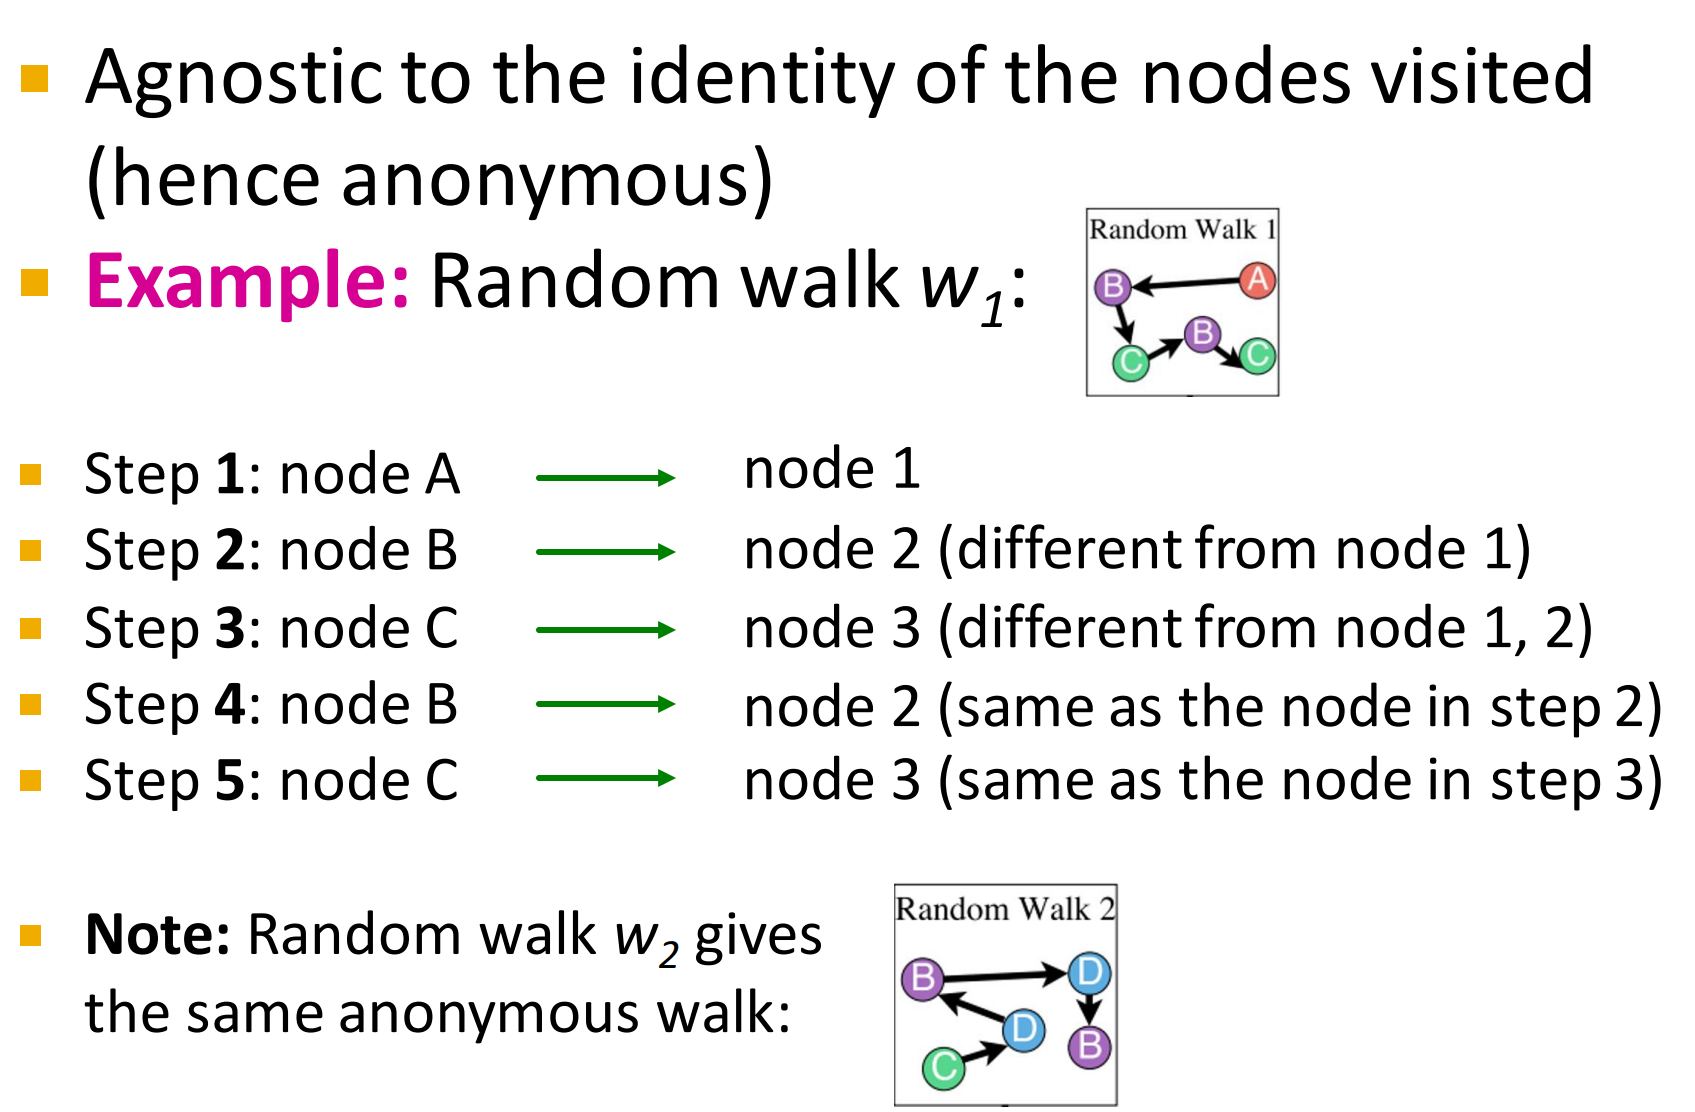 Agnostic to the identity of the nodes visited
(hence anonymous)
Example: Random walk w1:
Random Walk 1
B A
B
C C
Step 1: node A node 1
Step 2: node B node 2 (different from node 1)
Step 3: node C node 3 (different from node 1, 2)
Step 4: node B node 2 (same as the node in step 2)
Step 5: node C node 3 (same as the node in step 3)
Note: Random walk w2 gives
the same anonymous walk:
Random Walk 2
B D
D
C B